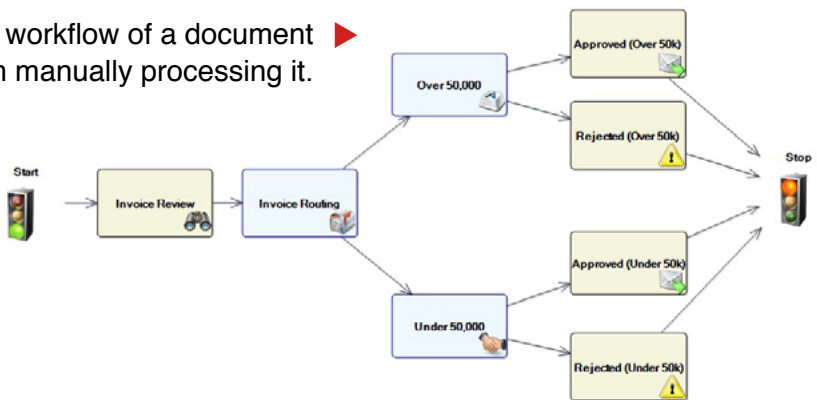 workflow of a document
manually processing it.
Start
Invoice Review
Invoice Routing
Over 50,000
Approved (Over 50k)
Rejected (Over 50k)
Under 50,000
Approved (Under 50k)
Rejected (Under 50k)
Stop